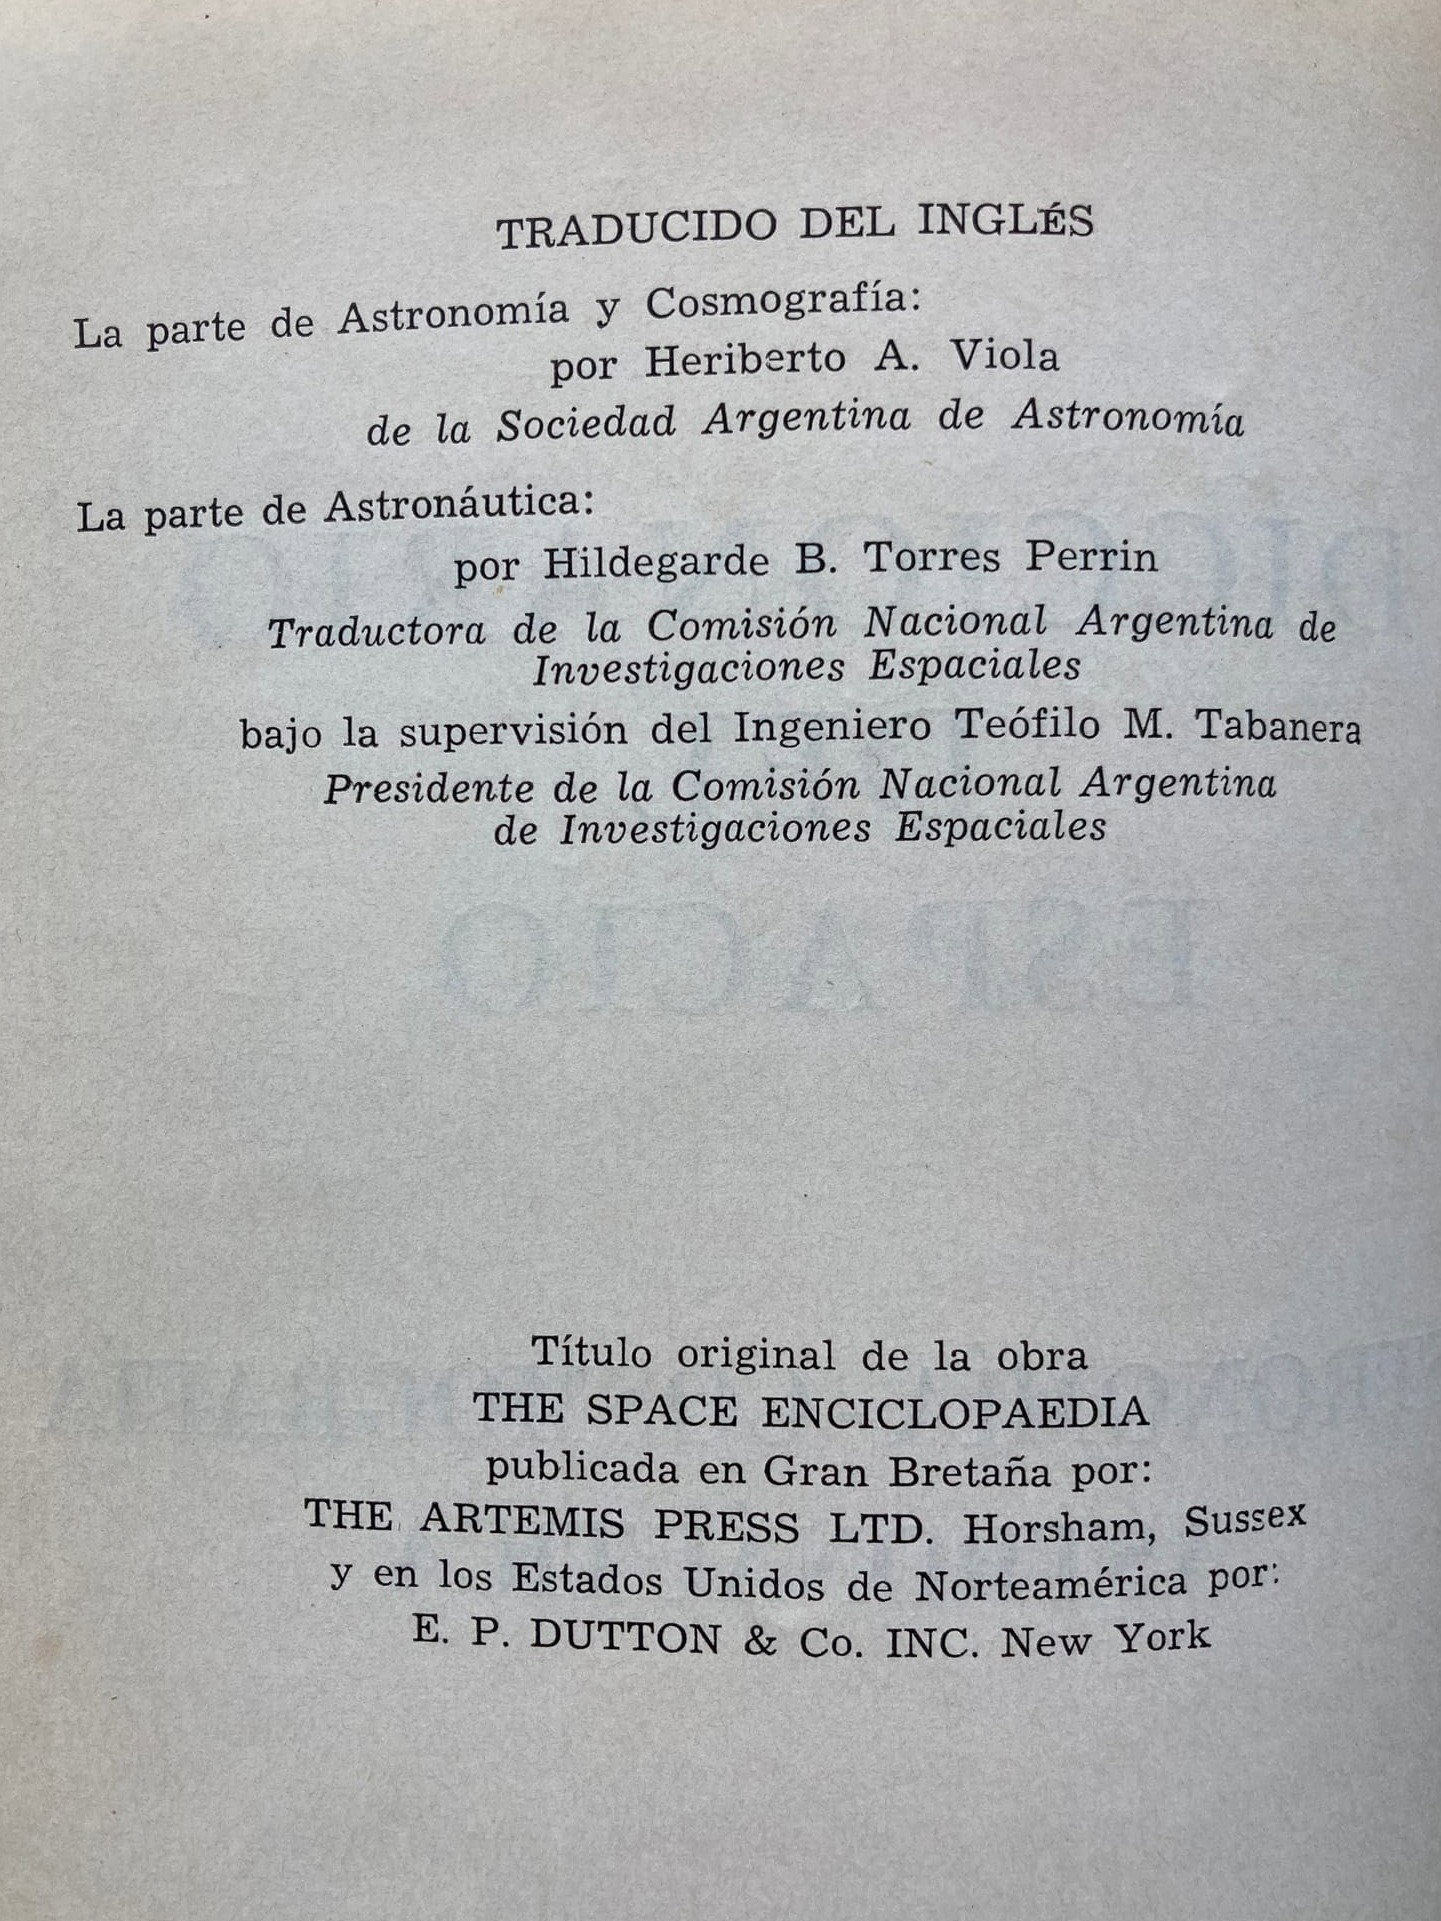 TRADUCIDO DEL INGLÉS
La parte de Astronomía y Cosmografía:
por Heriberto A. Viola
de la Sociedad Argentina de Astronomía
La parte de Astronáutica:
por Hildegarde B. Torres Perrin
Traductora de la Comisión Nacional Argentina de
Investigaciones Espaciales
bajo la supervisión del Ingeniero Teófilo M. Tabanera
Presidente de la Comisión Nacional Argentina
de Investigaciones Espaciales
ESPACIO
Título original de la obra
THE SPACE ENCICLOPAEDIA
publicada en Gran Bretaña por:
THE ARTEMIS PRESS LTD. Horsham, Sussex
y en los Estados Unidos de Norteamérica por:
E. P. DUTTON & Co. INC. New York